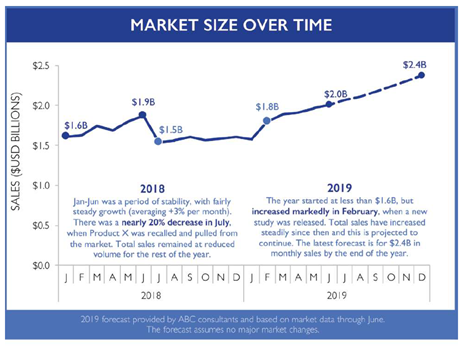 MARKET SIZE OVER TIME
SALES ($USD BILLIONS)
$2.5
$2.0
$1.5
$1.0
$0.5
$0.0
$1.6B
$1.9B
$1.5B
$1.8B
$2.0B
$2.4B
2018
Jan-Jun was a period of stability, with fairly
steady growth (averaging +3% per month).
There was a nearly 20% decrease in July,
when Product X was recalled and pulled from
the market. Total sales remained at reduced
volume for the rest of the year.
2019
The year started at less than $1.6B, but
increased markedly in February, when a new
study was released. Total sales have increased
steadily since then and this is projected to
continue. The latest forecast is for $2.4B in
monthly sales by the end of the year.
J F M A M J J A S O N D J F M A M J J A S O N D
2018 2019
2019 forecast provided by ABC consultants and based on market data through June.
The forecast assumes no major market changes.